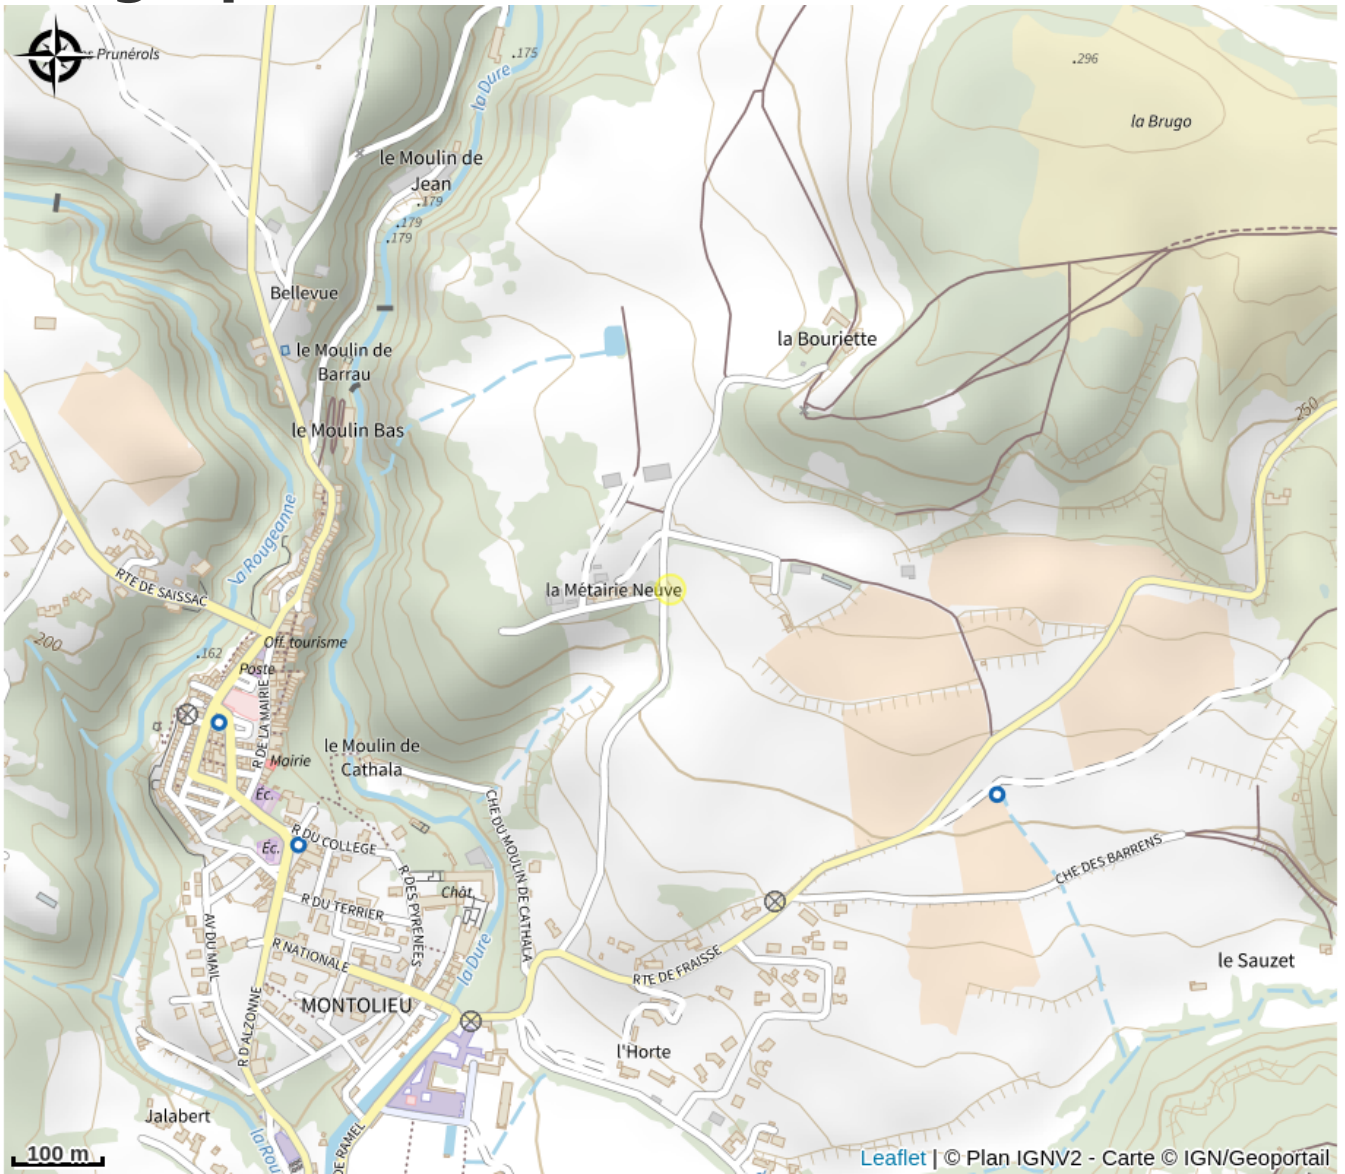 Prunérols
.175
la Dure
.296
la Brugo
le Moulin de
Jean
.179
.179
.179
Bellevue
la Bouriette
le Moulin de
Barrau
le Moulin Bas
250
la Rougeanne
RTE DE SAISSAC
la Métairie Neuve
200
Off. tourisme
.162
Poste
R DE LA MAIRIE
le Moulin de
Cathala
Mairie
Éc.
CHE DU MOULIN DE CATHALA
R DU COLLÈGE
Éc.
CHE DES BARRENS
R DES PYRÉNÉES
Chât.
R DU TERRIER
AV DU MAIL
R NATIONALE
la Dure
RTE DE FRAISSE
le Sauzet
MONTOLIEU
R D'ALZONNE
l'Horte
Jalabert
la Rou
DE RAMEL
100 m
Leaflet | © Plan IGNV2 - Carte © IGN/Geoportail